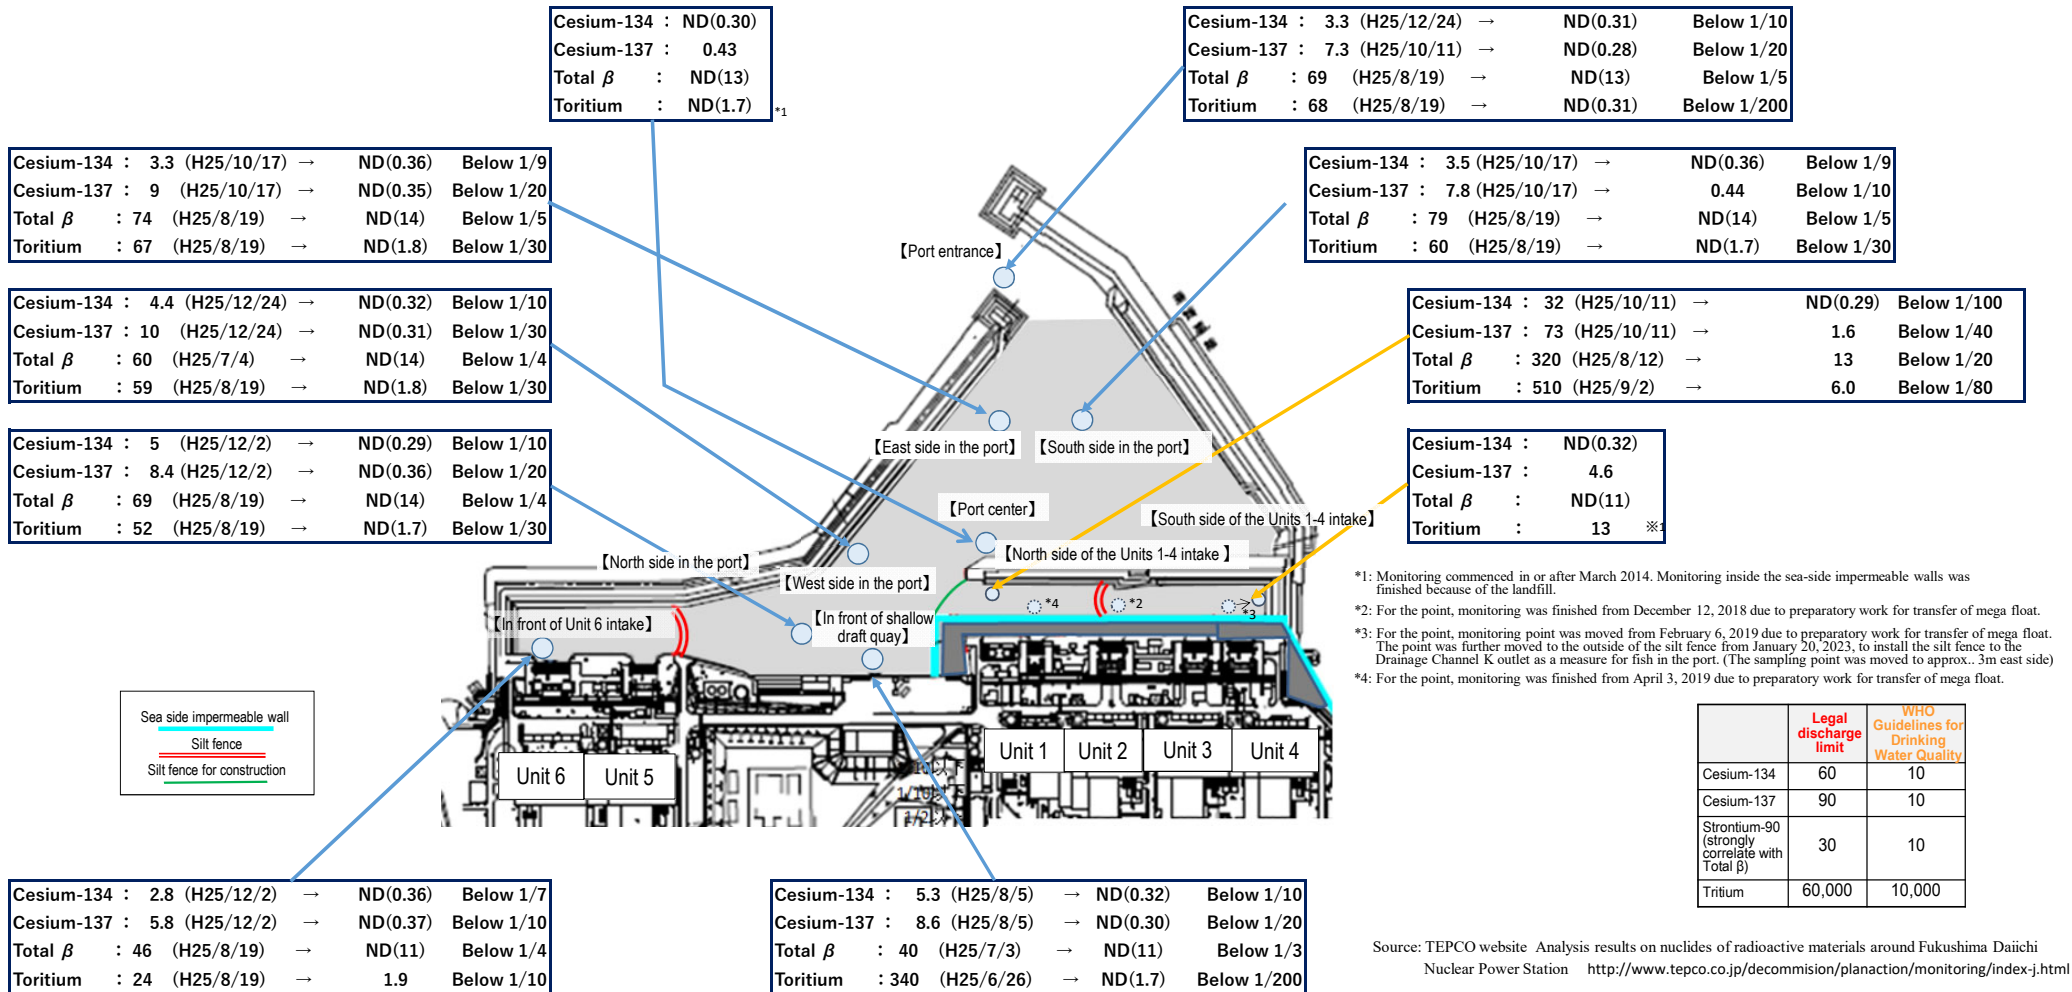 Cesium-134 : ND(0.30)
Cesium-137 : 0.43
Total β : ND(13)
Toritium : ND(1.7) *1
Cesium-134 : 3.3 (H25/12/24) → ND(0.31) Below 1/10
Cesium-137 : 7.3 (H25/10/11) → ND(0.28) Below 1/20
Total β : 69 (H25/8/19) → ND(13) Below 1/5
Toritium : 68 (H25/8/19) → ND(0.31) Below 1/200
Cesium-134 : 3.3 (H25/10/17) → ND(0.36) Below 1/9
Cesium-137 : 9 (H25/10/17) → ND(0.35) Below 1/20
Total β : 74 (H25/8/19) → ND(14) Below 1/5
Toritium : 67 (H25/8/19) → ND(1.8) Below 1/30
Cesium-134 : 3.5 (H25/10/17) → ND(0.36) Below 1/9
Cesium-137 : 7.8 (H25/10/17) → 0.44 Below 1/10
Total β : 79 (H25/8/19) → ND(14) Below 1/5
Toritium : 60 (H25/8/19) → ND(1.7) Below 1/30
Cesium-134 : 4.4 (H25/12/24) → ND(0.32) Below 1/10
Cesium-137 : 10 (H25/12/24) → ND(0.31) Below 1/30
Total β : 60 (H25/7/4) → ND(14) Below 1/4
Toritium : 59 (H25/8/19) → ND(1.8) Below 1/30
Cesium-134 : 32 (H25/10/11) → ND(0.29) Below 1/100
Cesium-137 : 73 (H25/10/11) → 1.6 Below 1/40
Total β : 320 (H25/8/12) → 13 Below 1/20
Toritium : 510 (H25/9/2) → 6.0 Below 1/80
Cesium-134 : 5 (H25/12/2) → ND(0.29) Below 1/10
Cesium-137 : 8.4 (H25/12/2) → ND(0.36) Below 1/20
Total β : 69 (H25/8/19) → ND(14) Below 1/4
Toritium : 52 (H25/8/19) → ND(1.7) Below 1/30
Cesium-134 : ND(0.32)
Cesium-137 : 4.6
Total β : ND(11)
Toritium : 13 ※1
【Port entrance】
【East side in the port】
【South side in the port】
【Port center】
【South side of the Units 1-4 intake】
【North side of the Units 1-4 intake 】
【North side in the port】
【West side in the port】
【In front of Unit 6 intake】
【In front of shallow
draft quay】
*4
*2
*3
Unit 6
Unit 5
Unit 1
Unit 2
Unit 3
Unit 4
Sea side impermeable wall
Silt fence
Silt fence for construction
*1: Monitoring commenced in or after March 2014. Monitoring inside the sea-side impermeable walls was
finished because of the landfill.
*2: For the point, monitoring was finished from December 12, 2018 due to preparatory work for transfer of mega float.
*3: For the point, monitoring point was moved from February 6, 2019 due to preparatory work for transfer of mega float.
The point was further moved to the outside of the silt fence from January 20, 2023, to install the silt fence to the
Drainage Channel K outlet as a measure for fish in the port. (The sampling point was moved to approx.. 3m east side)
*4: For the point, monitoring was finished from April 3, 2019 due to preparatory work for transfer of mega float.
Legal
discharge
limit
WHO
Guidelines for
Drinking
Water Quality
Cesium-134 60 10
Cesium-137 90 10
Strontium-90
(strongly
correlate with
Total β)
30 10
Tritium 60,000 10,000
Cesium-134 : 2.8 (H25/12/2) → ND(0.36) Below 1/7
Cesium-137 : 5.8 (H25/12/2) → ND(0.37) Below 1/10
Total β : 46 (H25/8/19) → ND(11) Below 1/4
Toritium : 24 (H25/8/19) → 1.9 Below 1/10
Cesium-134 : 5.3 (H25/8/5) → ND(0.32) Below 1/10
Cesium-137 : 8.6 (H25/8/5) → ND(0.30) Below 1/20
Total β : 40 (H25/7/3) → ND(11) Below 1/3
Toritium : 340 (H25/6/26) → ND(1.7) Below 1/200
Source: TEPCO website Analysis results on nuclides of radioactive materials around Fukushima Daiichi
Nuclear Power Station http://www.tepco.co.jp/decommision/planaction/monitoring/index-j.html